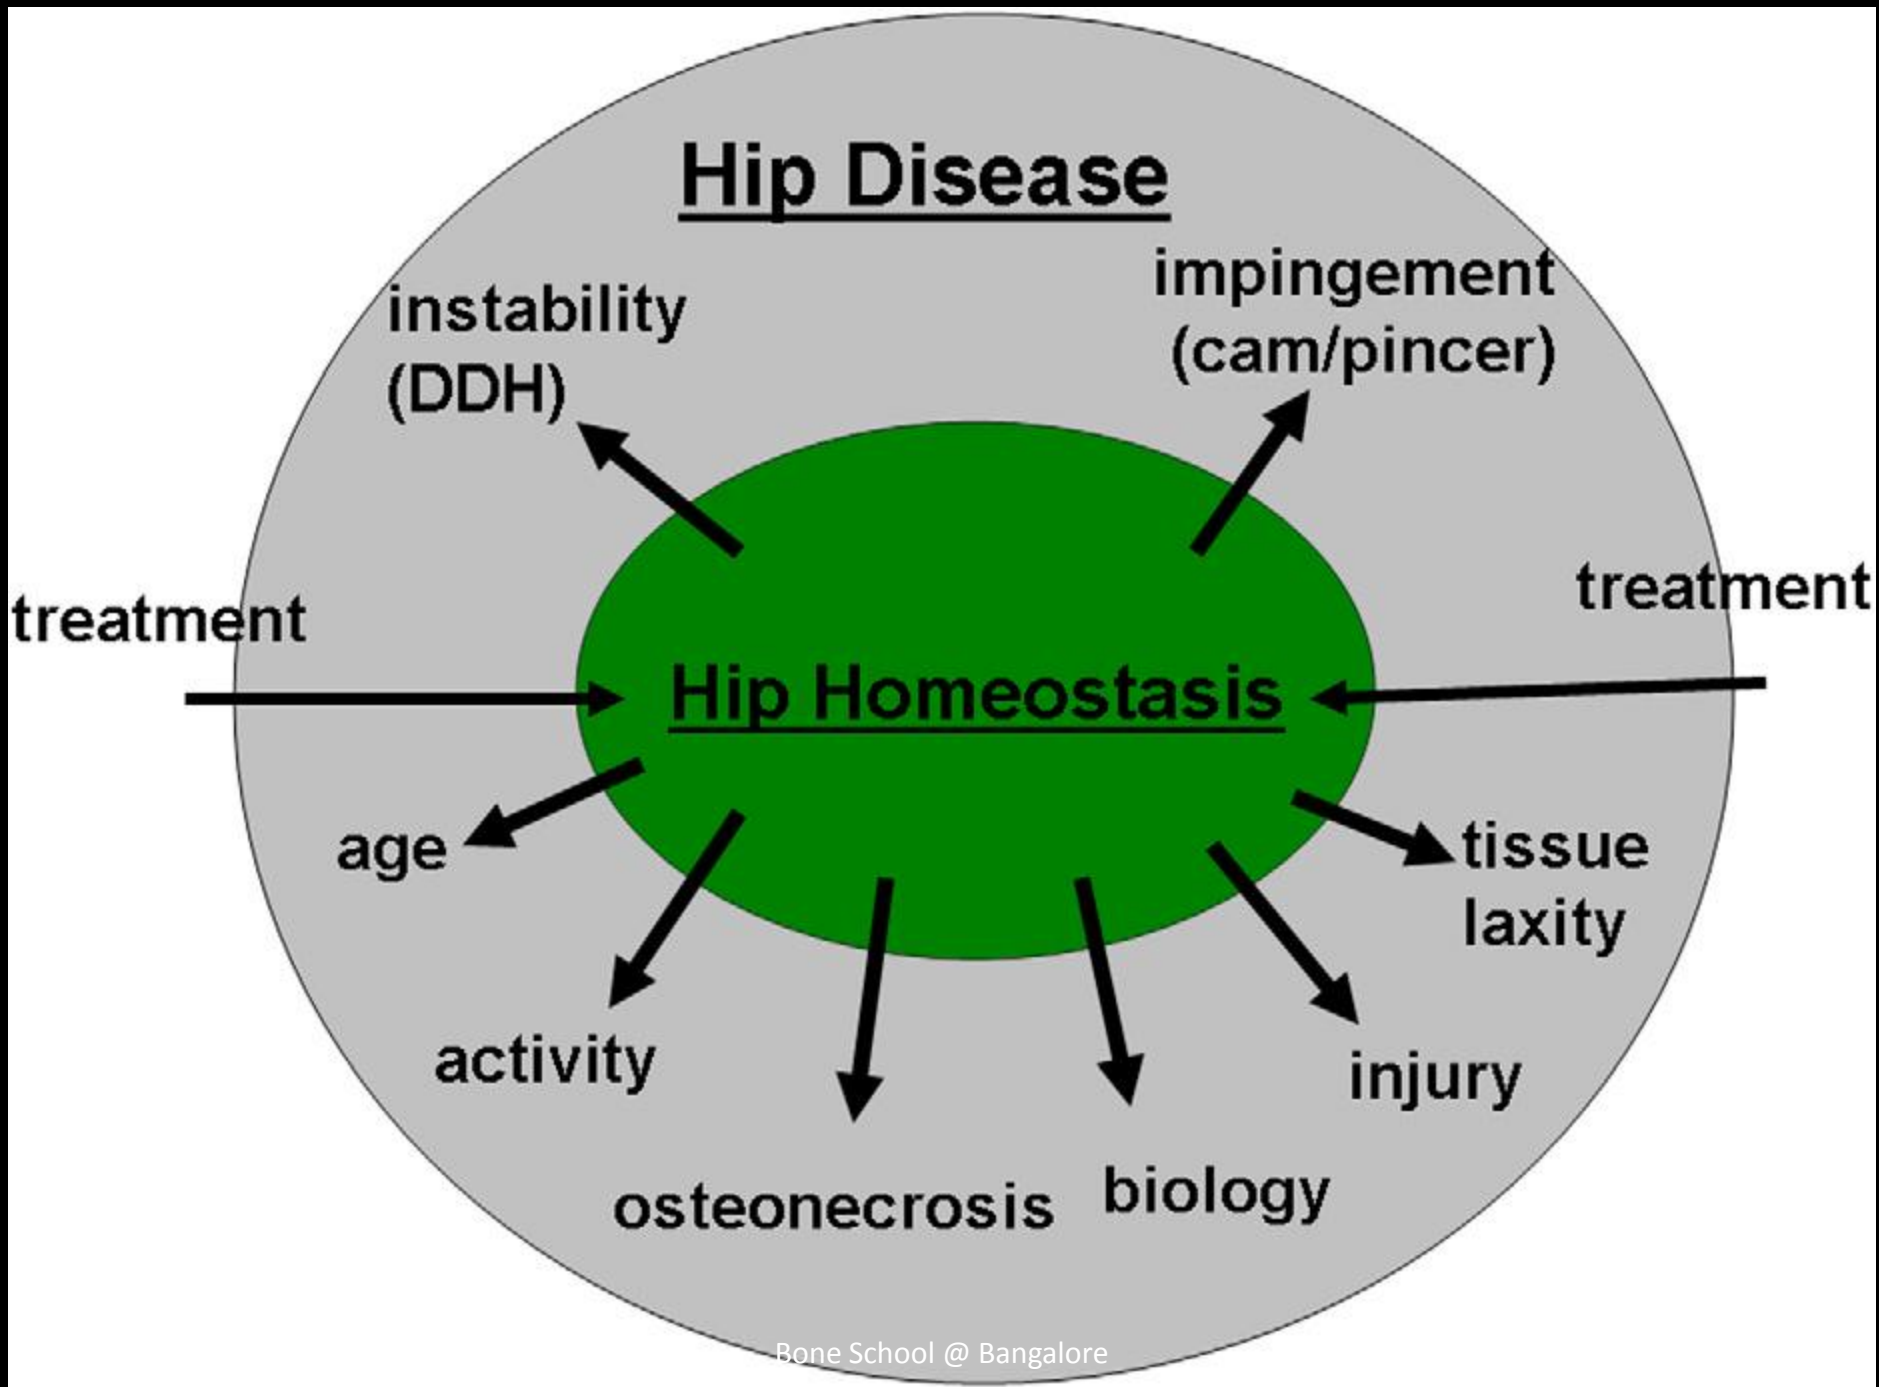 Hip Disease
impingement
(cam/pincer)
instability
(DDH)
treatment
treatment
Hip Homeostasis
age
tissue
laxity
activity
injury
osteonecrosis
biology
Bone School @ Bangalore